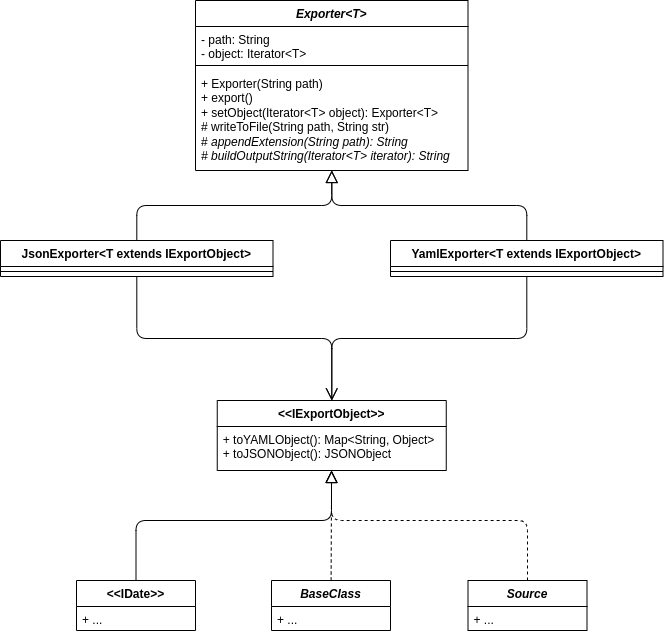 Exporter<T>
- path: String
- object: Iterator<T>
+ Exporter(String path)
+ export()
+ setObject(Iterator<T> object): Exporter<T>
# writeToFile(String path, String str)
# appendExtension(String path): String
# buildOutputString(Iterator<T> iterator): String
JsonExporter<T extends IExportObject>
YamlExporter<T extends IExportObject>
<<IExportObject>>
+ toYAMLObject(): Map<String, Object>
+ toJSONObject(): JSONObject
<<IDate>>
+ ...
BaseClass
+ ...
Source
+ ...